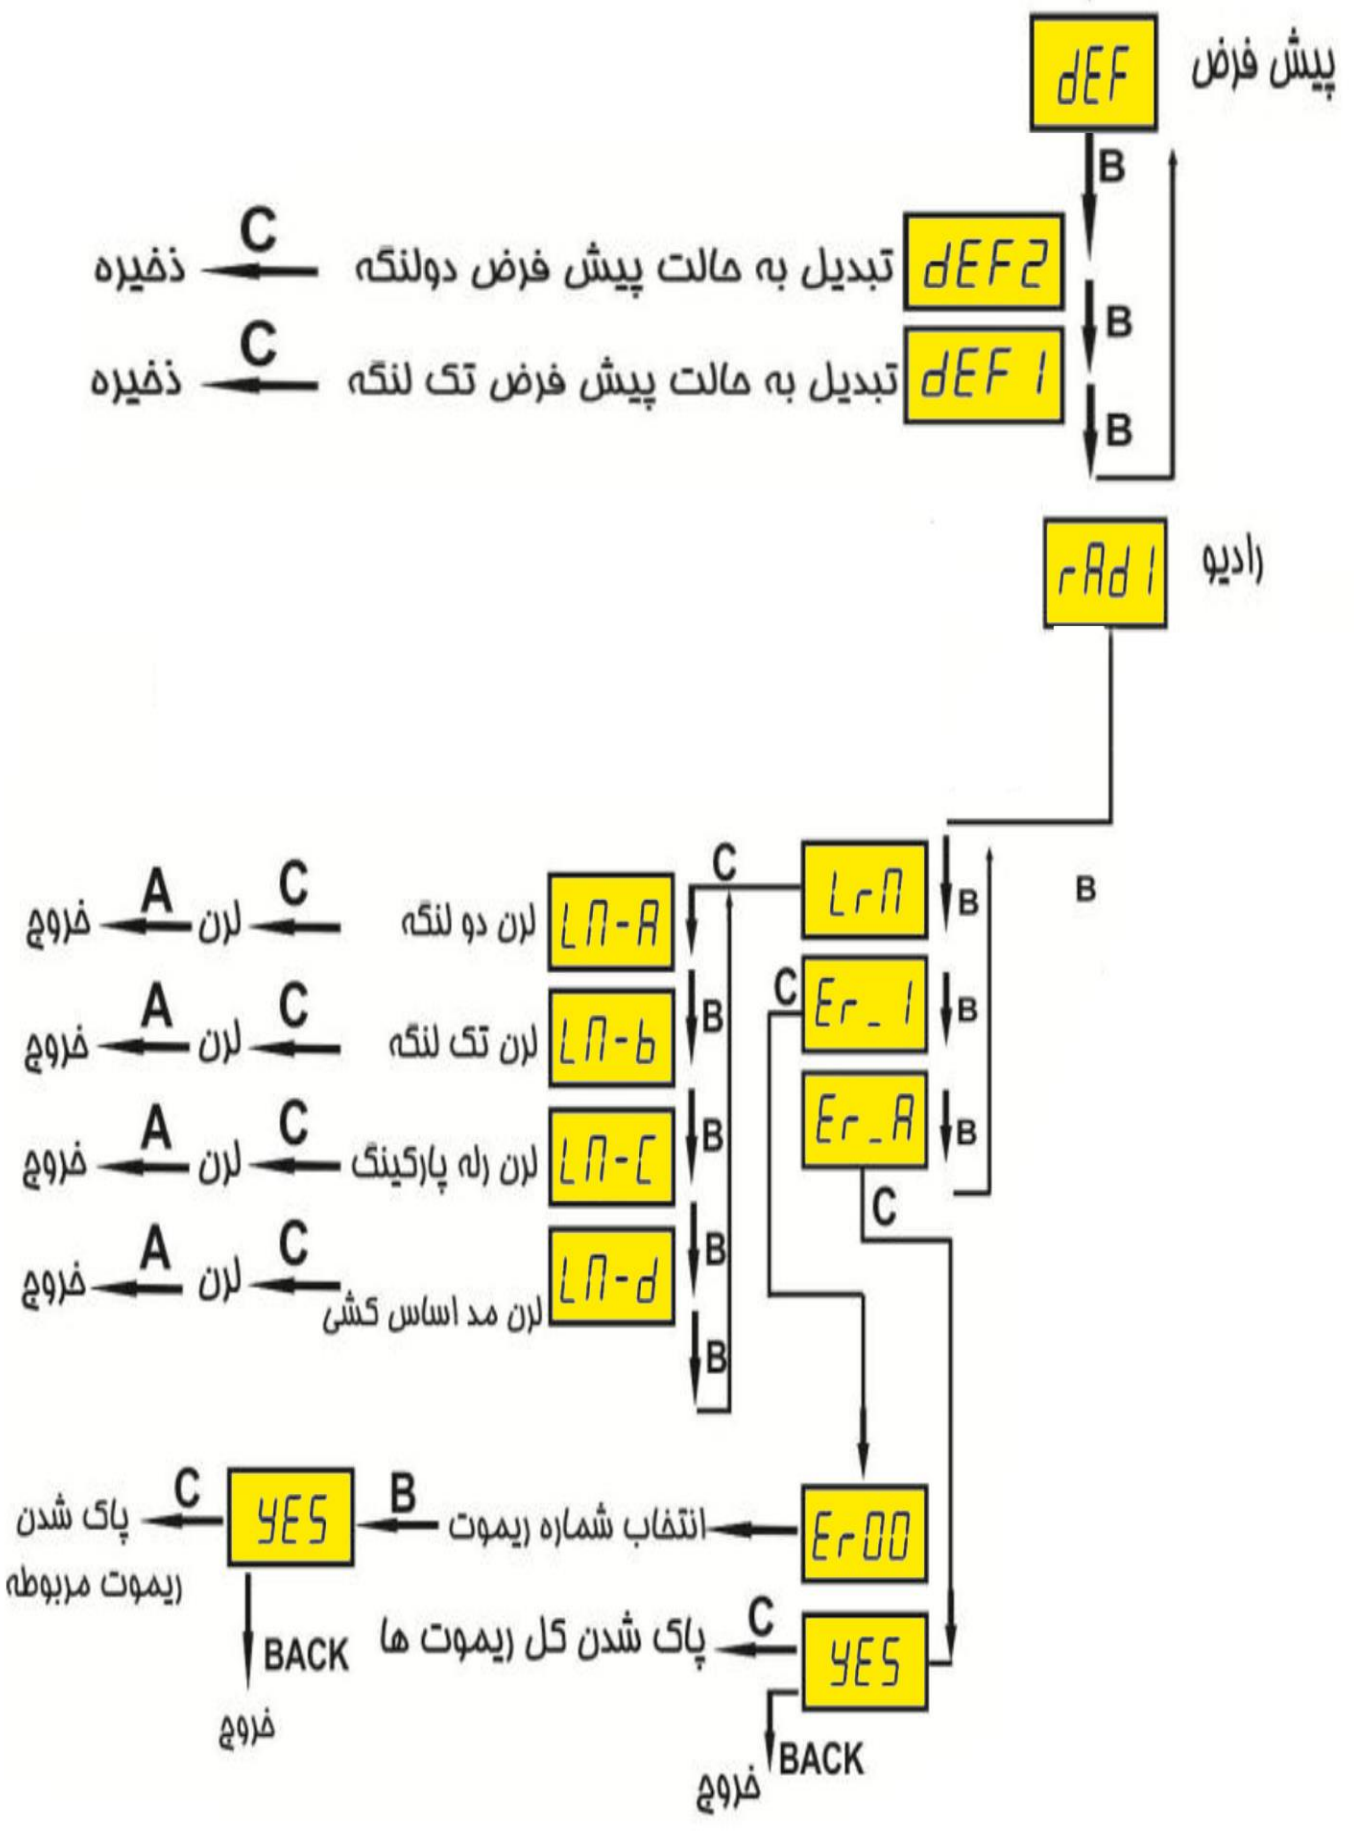 dEF پیش فرض
B
dEF2 تبدیل به حالت پیش فرض دولنگه C ذخیره
B
dEF1 تبدیل به حالت پیش فرض تک لنگه C ذخیره
B
rAd1 رادیو
B
LrN B
C
Er_1 B
C
Er_A B
C
LN-A لرن دو لنگه C لرن A خروج
B
LN-b لرن تک لنگه C لرن A خروج
B
LN-C لرن رله پارکینگ C لرن A خروج
B
LN-d لرن مد اساس کشی C لرن A خروج
B
Er00 انتخاب شماره ریموت B YES C پاک شدن
ریموت مربوطه
BACK
خروج
YES C پاک شدن کل ریموت ها
BACK
خروج